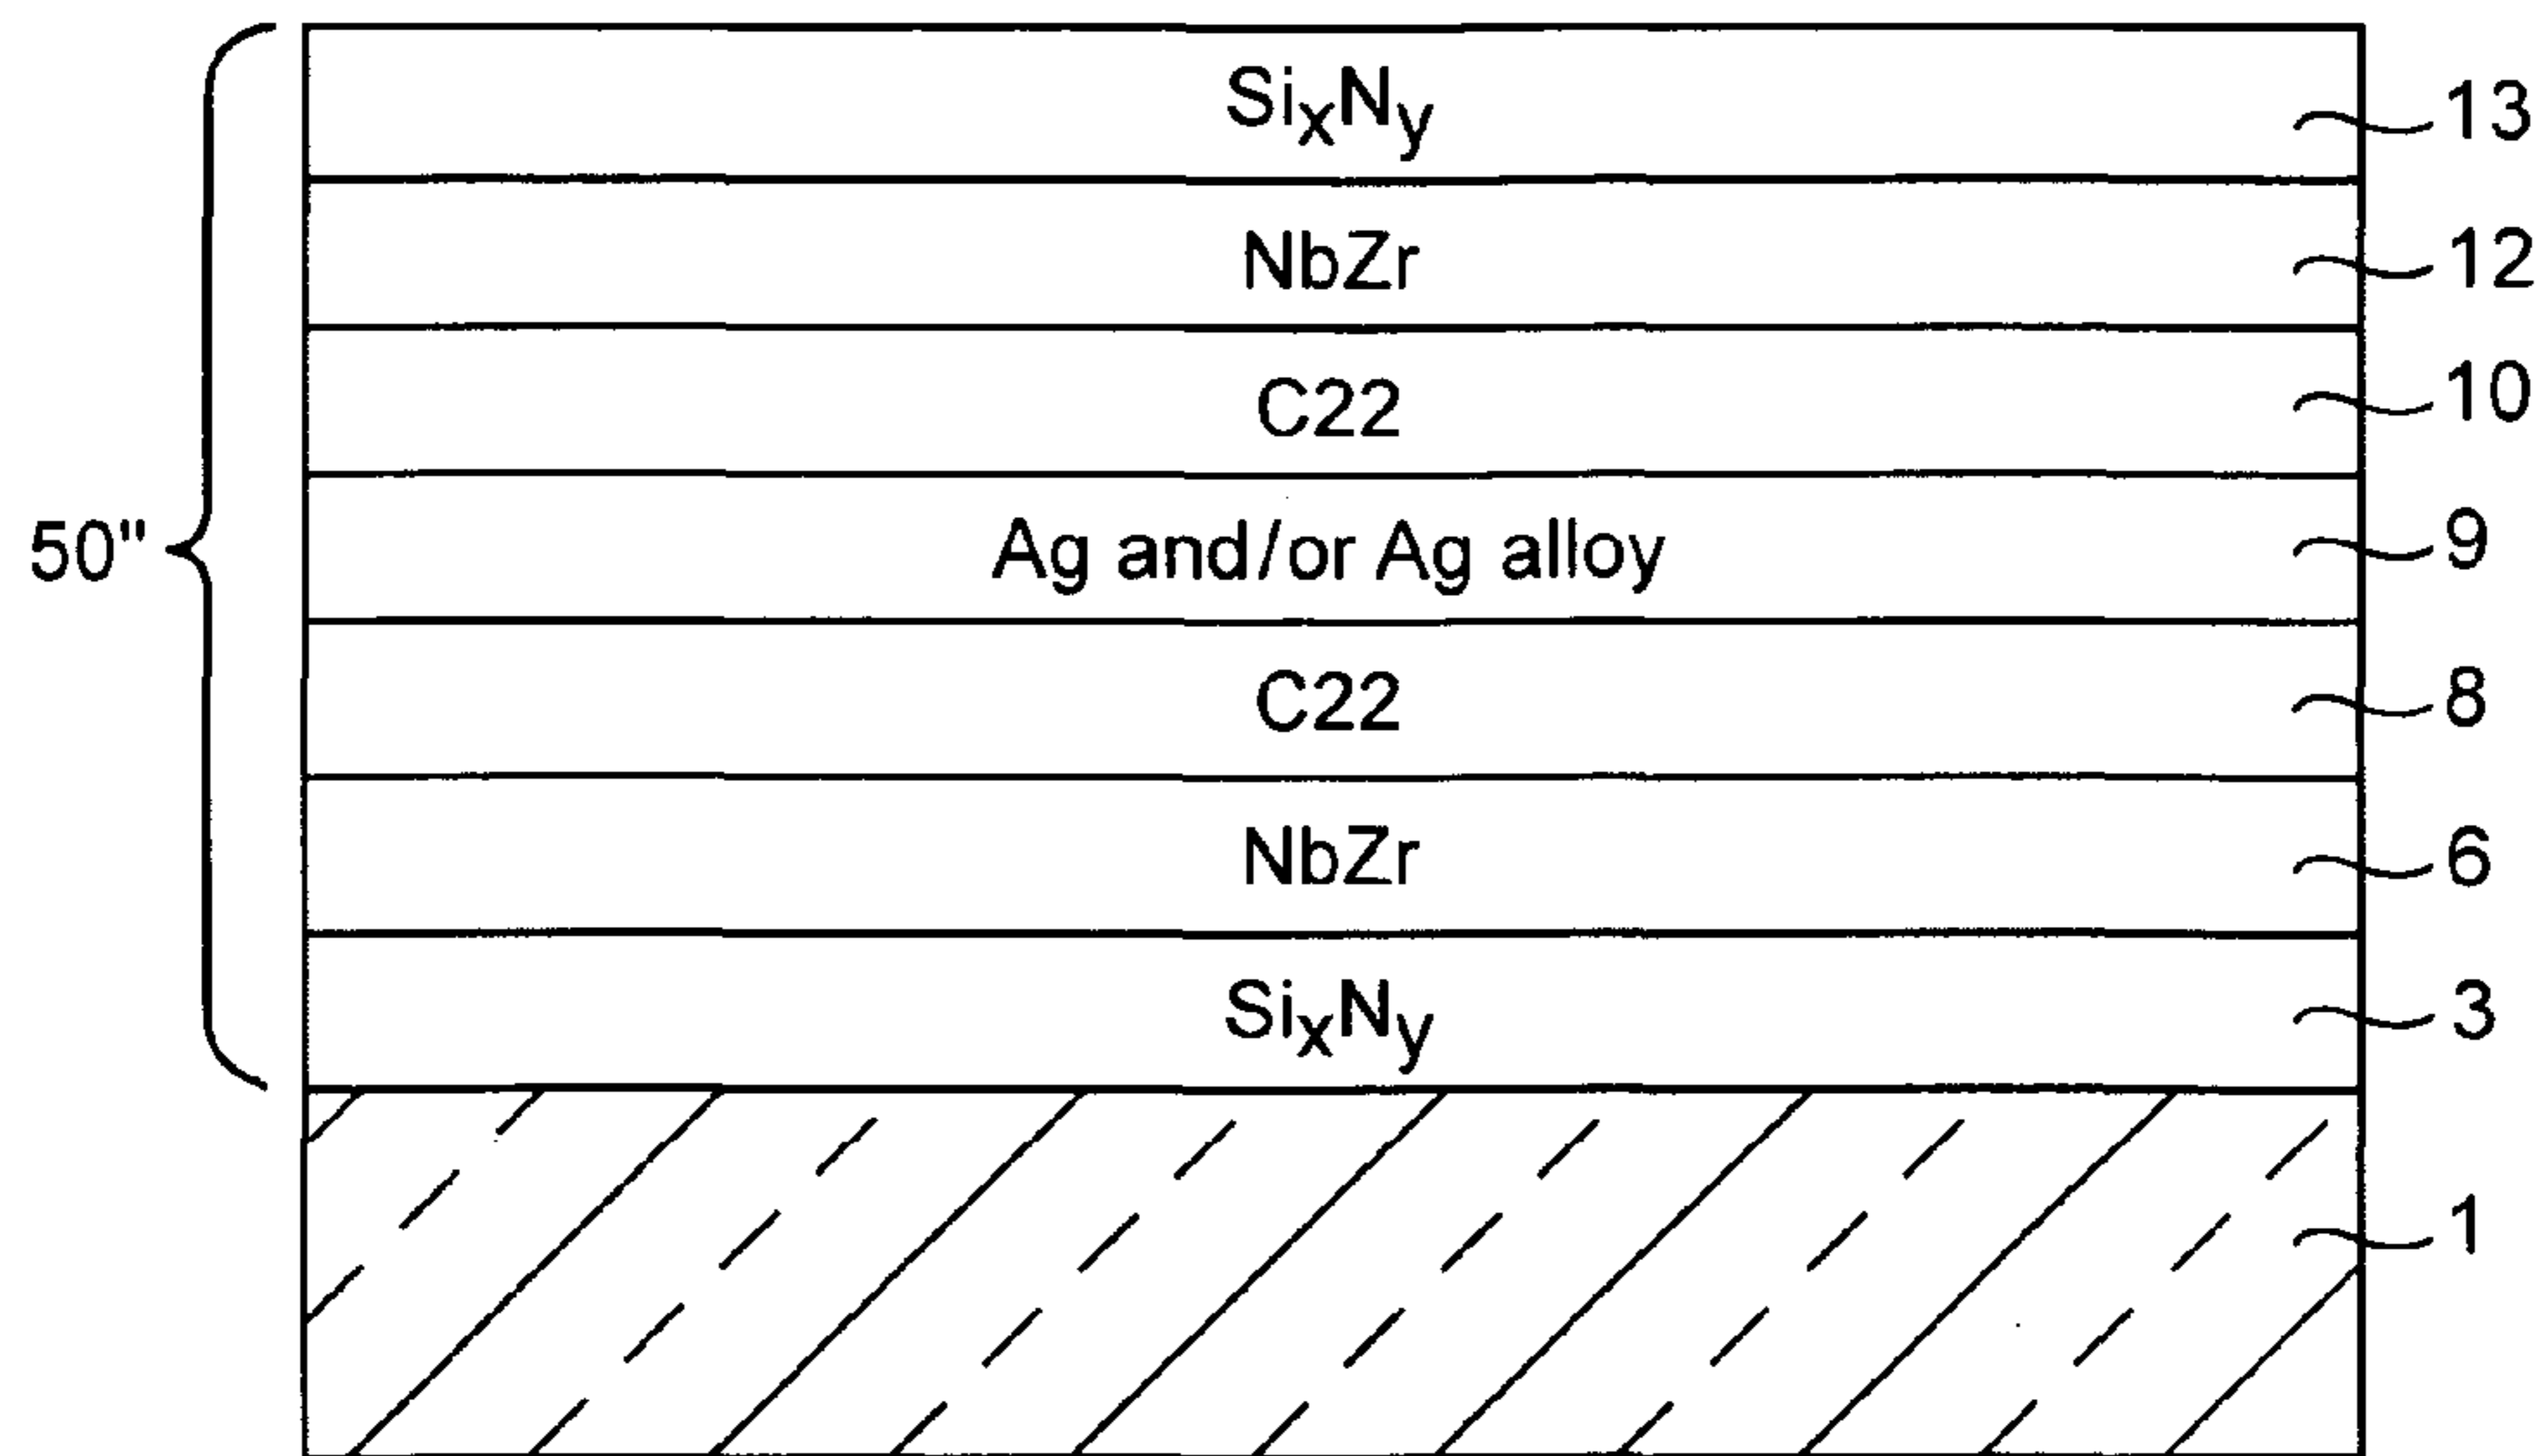 SixNy 13
NbZr 12
C22 10
50" Ag and/or Ag alloy 9
C22 8
NbZr 6
SixNy 3
1